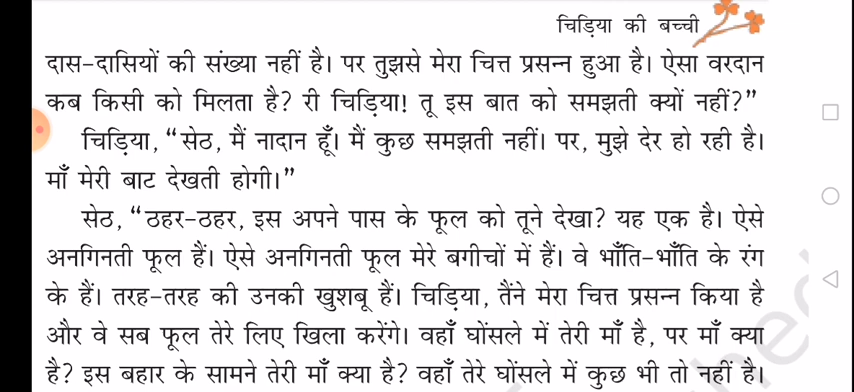 चिड़िया की बच्ची
दास-दासियों की संख्या नहीं है। पर तुझसे मेरा चित्त प्रसन्न हुआ है। ऐसा वरदान
कब किसी को मिलता है? री चिड़िया! तू इस बात को समझती क्यों नहीं?”
चिड़िया, “सेठ, मैं नादान हूँ। मैं कुछ समझती नहीं। पर, मुझे देर हो रही है।
माँ मेरी बाट देखती होगी।”
सेठ, “ठहर-ठहर, इस अपने पास के फूल को तूने देखा? यह एक है। ऐसे
अनगिनती फूल हैं। ऐसे अनगिनती फूल मेरे बगीचों में हैं। वे भाँति-भाँति के रंग
के हैं। तरह-तरह की उनकी खुशबू हैं। चिड़िया, तैंने मेरा चित्त प्रसन्न किया है
और वे सब फूल तेरे लिए खिला करेंगे। वहाँ घोंसले में तेरी माँ है, पर माँ क्या
है? इस बहार के सामने तेरी माँ क्या है? वहाँ तेरे घोंसले में कुछ भी तो नहीं है।